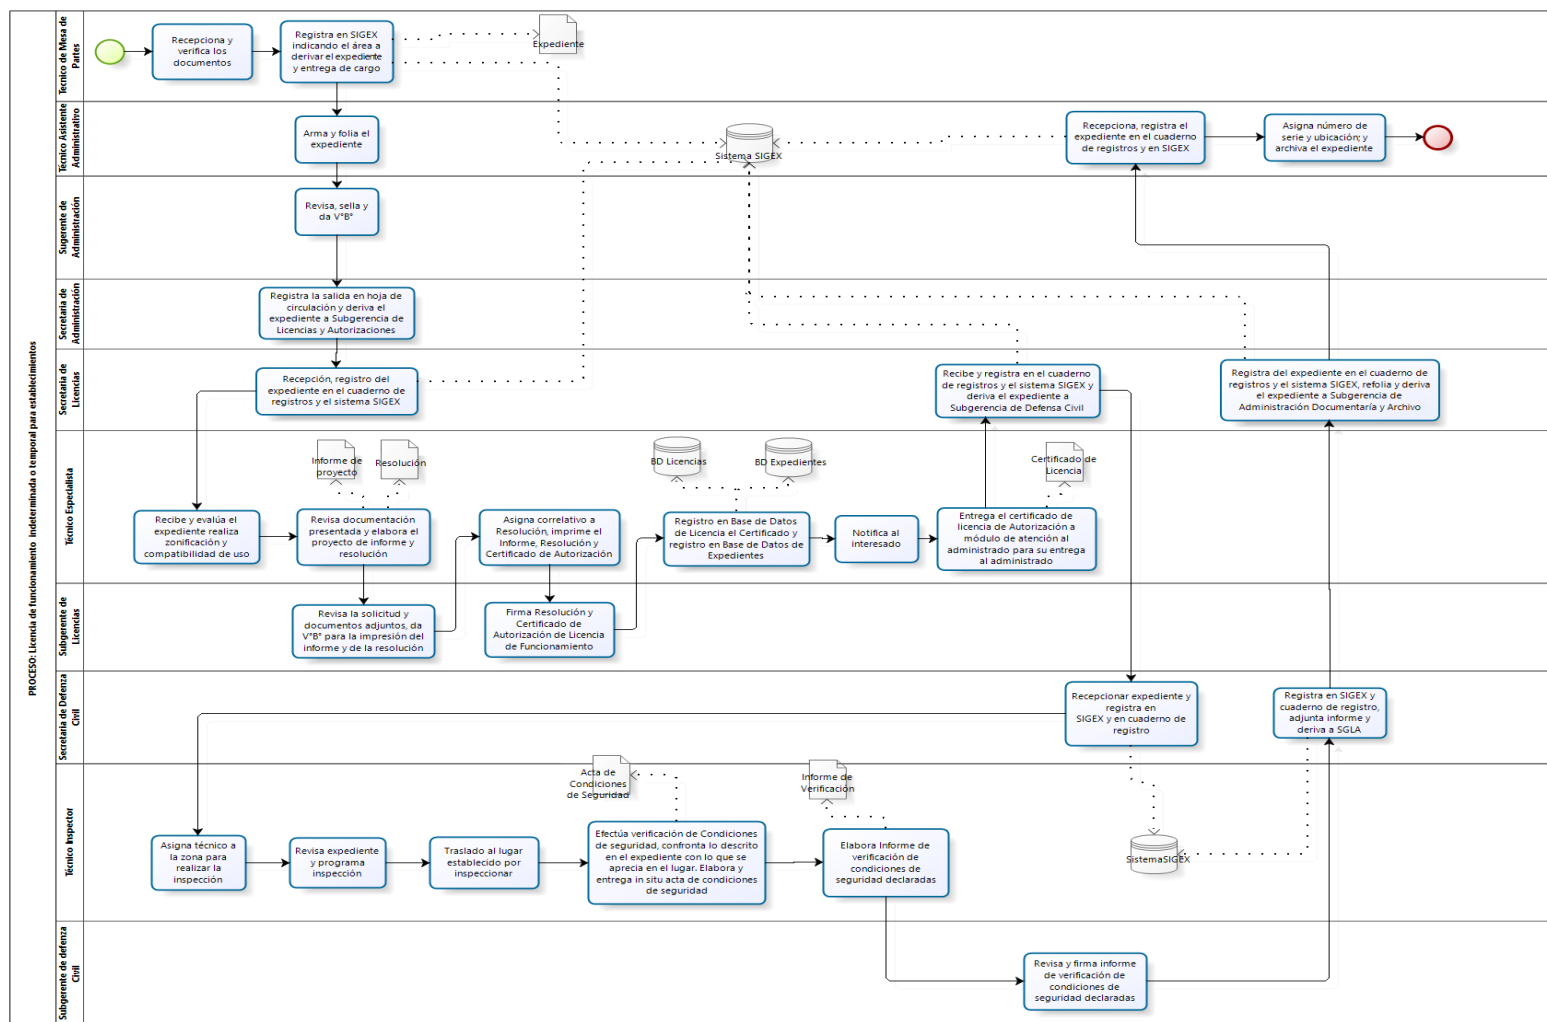 PROCESO: Licencia de funcionamiento indeterminada o temporal para establecimientos
Tecnico de Mesa de
Partes
Recepciona y
verifica los
documentos
Registra en SIGEX
indicando el área a
derivar el expediente
y entrega de cargo
Expediente
Técnico Asistente
Administrativo
Arma y folia el
expediente
Sistema SIGEX
Recepciona, registra el
expediente en el cuaderno
de registros y en SIGEX
Asigna número de
serie y ubicación; y
archiva el expediente
Sugerente de
Administración
Revisa, sella y
da V°B°
Secretaria de
Administración
Registra la salida en hoja de
circulación y deriva el
expediente a Subgerencia de
Licencias y Autorizaciones
Secretaria de
Licencias
Recepción, registro del
expediente en el cuaderno de
registros y el sistema SIGEX
Recibe y registra en el cuaderno
de registros y el sistema SIGEX y
deriva el expediente a
Subgerencia de Defensa Civil
Registra del expediente en el cuaderno de
registros y el sistema SIGEX, refolia y deriva
el expediente a Subgerencia de
Administración Documentaría y Archivo
Técnico Especialista
Informe de
proyecto
Resolución
BD Licencias
BD Expedientes
Certificado de
Licencia
Recibe y evalúa el
expediente realiza
zonificación y
compatibilidad de uso
Revisa documentación
presentada y elabora el
proyecto de informe y
resolución
Asigna correlativo a
Resolución, imprime el
Informe, Resolución y
Certificado de Autorización
Registro en Base de Datos
de Licencia el Certificado y
registro en Base de Datos de
Expedientes
Notifica al
interesado
Entrega el certificado de
licencia de Autorización a
módulo de atención al
administrado para su entrega
al administrado
Subgerente de
Licencias
Revisa la solicitud y
documentos adjuntos, da
V°B° para la impresión del
informe y de la resolución
Firma Resolución y
Certificado de
Autorización de Licencia
de Funcionamiento
Secretaria de Defenza
Civil
Recepcionar expediente y
registra en
SIGEX y en cuaderno de
registro
Registra en SIGEX y
cuaderno de registro,
adjunta informe y
deriva a SGLA
Técnico Inspector
Acta de
Condiciones
de Seguridad
Informe de
Verificación
SistemaSIGEX
Asigna técnico a
la zona para
realizar la
inspección
Revisa expediente
y programa
inspección
Traslado al lugar
establecido por
inspeccionar
Efectúa verificación de Condiciones
de seguridad, confronta lo descrito
en el expediente con lo que se
aprecia en el lugar. Elabora y
entrega in situ acta de condiciones
de seguridad
Elabora Informe de
verificación de
condiciones de
seguridad declaradas
Subgerente de defenza
Civil
Revisa y firma informe
de verificación de
condiciones de
seguridad declaradas